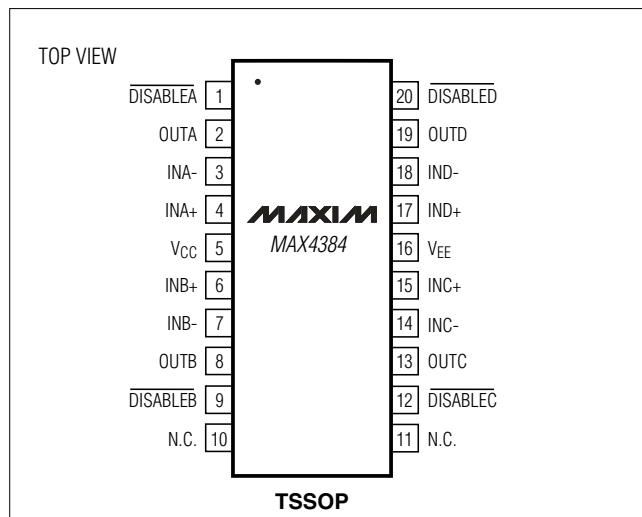 TOP VIEW
DISABLEA 1
OUTA 2
INA- 3
INA+ 4
VCC 5
INB+ 6
INB- 7
OUTB 8
DISABLEB 9
N.C. 10
MAXIM
MAX4384
20 DISABLED
19 OUTD
18 IND-
17 IND+
16 VEE
15 INC+
14 INC-
13 OUTC
12 DISABLEC
11 N.C.
TSSOP